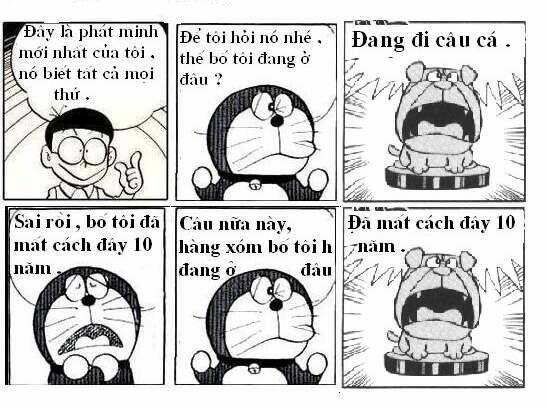 Đây là phát minh
mới nhất của tôi ,
nó biết tất cả mọi
thứ .
Để tôi hỏi nó nhé ,
thế bố tôi đang ở
đâu ?
Đang đi câu cá .
Sai rồi , bố tôi đã
mất cách đây 10
năm .
Câu nữa này,
hàng xóm bố tôi h
đang ở đâu
Đã mất cách đây 10
năm .